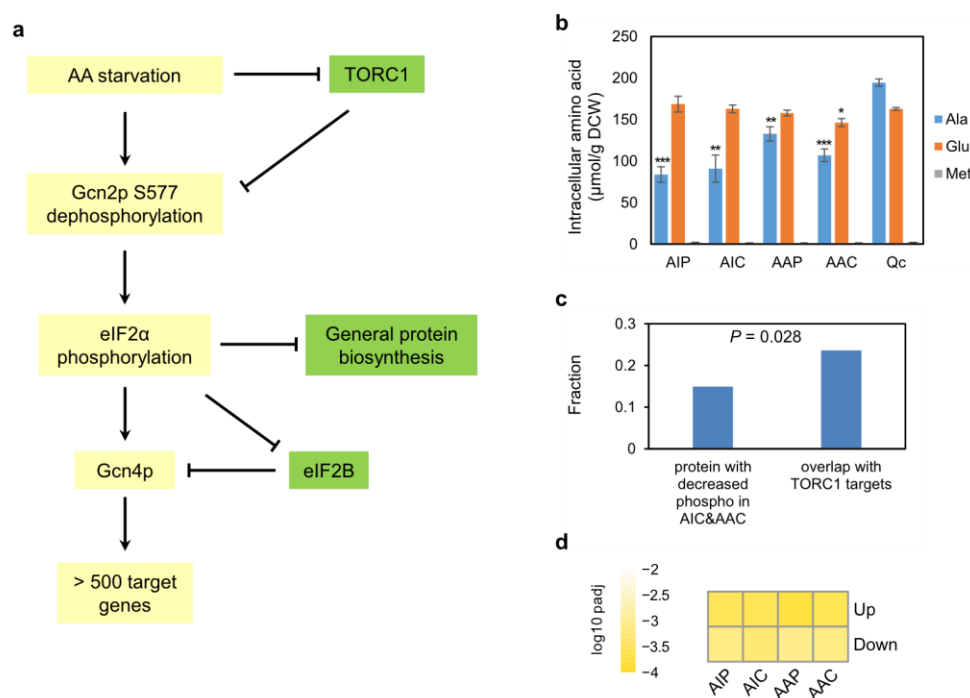 a
AA starvation
TORC1
Gcn2p S577
dephosphorylation
eIF2α
phosphorylation
General protein
biosynthesis
Gcn4p
eIF2B
> 500 target
genes
b
Intracellular amino acid
(μmol/g DCW)
250
200
150
100
50
0
***
**
**
***
*
AIP
AIC
AAP
AAC
Qc
Ala
Glu
Met
c
Fraction
0.3
0.2
0.1
0
P = 0.028
protein with
decreased
phospho in
AIC&AAC
overlap with
TORC1 targets
d
log10 padj
−2
−2.5
−3
−3.5
−4
Up
Down
AIP
AIC
AAP
AAC